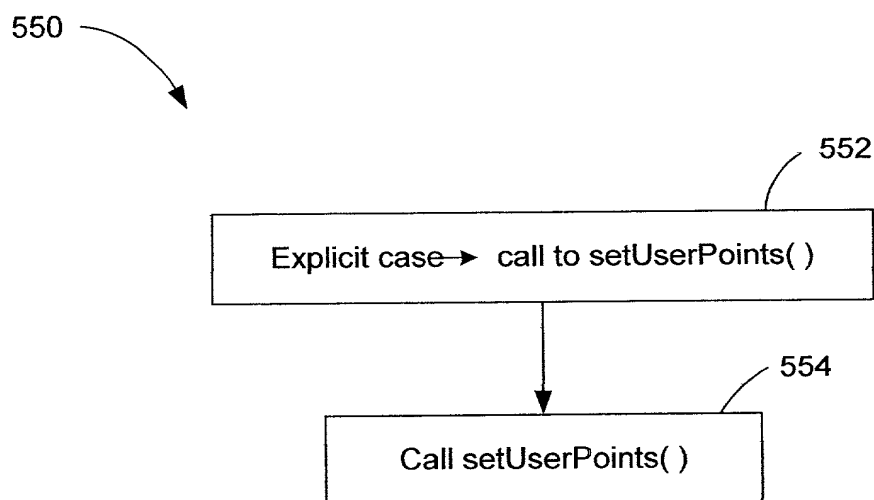 550
552
Explicit case→ call to setUserPoints( )
554
Call setUserPoints( )